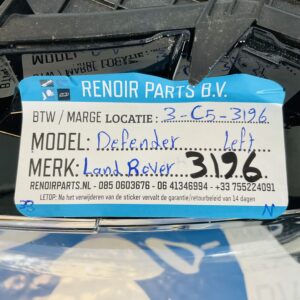 RENOIR PARTS B.V.
BTW / MARGE LOCATIE: 3-C5-3196
MODEL: Defender Left
MERK: Land Rover 3196
RENOIRPARTS.NL - 085 0603676 - 06 41346994 - +33 755224091
LETOP: Na het verwijderen van de sticker vervalt de garantie/retourbeleid van 14 dagen
N